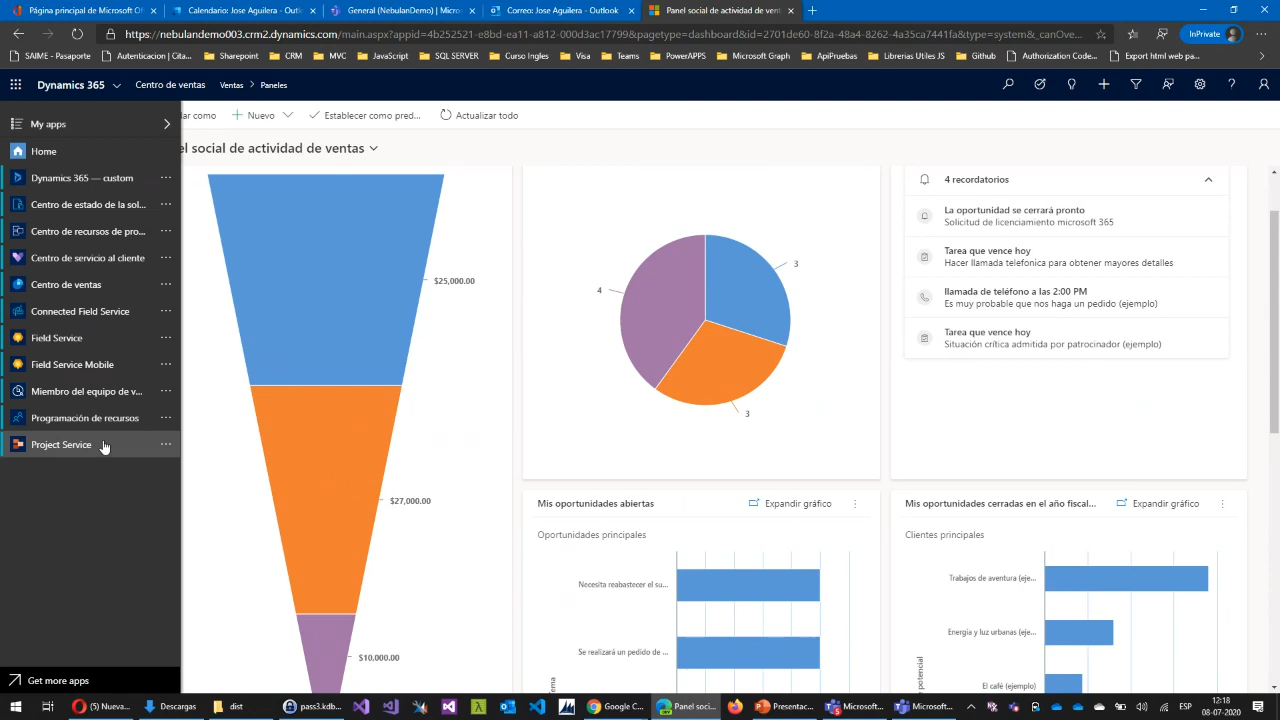 Página de inicio de Microsoft Of
Calendario: Jose Aguilera - Outlook
General (NebulanDemo) | Micros
Correo: Jose Aguilera - Outlook
Panel social de actividad de vent
https://nebulandemo003.crm2.dynamics.com/main.aspx?appid=4b252521-e8bd-ea11-a812-000d3ac17799&pagetype=dashboard&id=2701de60-8f2a-48a4-8262-4a35ca7441fa&type=system&_canOve...
InPrivate
SAIME - Pasaporte
Autenticación | Cita...
Sharepoint
CRM
MV
JavaScript
SQL SQERVER
Curso Ingles
Visa
Teams
PowerAPPS
Microsoft Graph
ApiPruebas
Librerias Utiles JS
Github
Authorization Code...
Export html web pa...
Dynamics 365
Centro de ventas
Ventas > Paneles
My apps
Home
Dynamics 365 — custom
Centro de estado de la sol...
Centro de recursos de pro...
Centro de servicio al cliente
Centro de ventas
Connected Field Service
Field Service
Field Service Mobile
Miembro del equipo de v...
Programación de recursos
Project Service
Get more apps
lar como
Nuevo
Establecer como pred...
Actualizar todo
el social de actividad de ventas
$25,000.00
$27,000.00
$10,000.00
3
4
3
4 recordatorios
La oportunidad se cerrará pronto
Solicitud de licenciamiento microsoft 365
Tarea que vence hoy
Hacer llamada telefonica para obtener mayores detalles
llamada de teléfono a las 2:00 PM
Es muy probable que nos haga un pedido (ejemplo)
Tarea que vence hoy
Situación crítica admitida por patrocinador (ejemplo)
Mis oportunidades abiertas
Expandir gráfico
Oportunidades principales
Necesita reabastecer el su...
Se realizará un pedido de ...
ema
Mis oportunidades cerradas en el año fiscal...
Expandir gráfico
Clientes principales
Trabajos de aventura (eje...
Energía y luz urbanas (eje...
El café (ejemplo)
potencial
(5) Nueva...
Descargas
dist
pass3.kdb...
Google C...
Panel soci...
Presentac...
Microsoft ...
Microsoft ...
12:18
08-07-2020